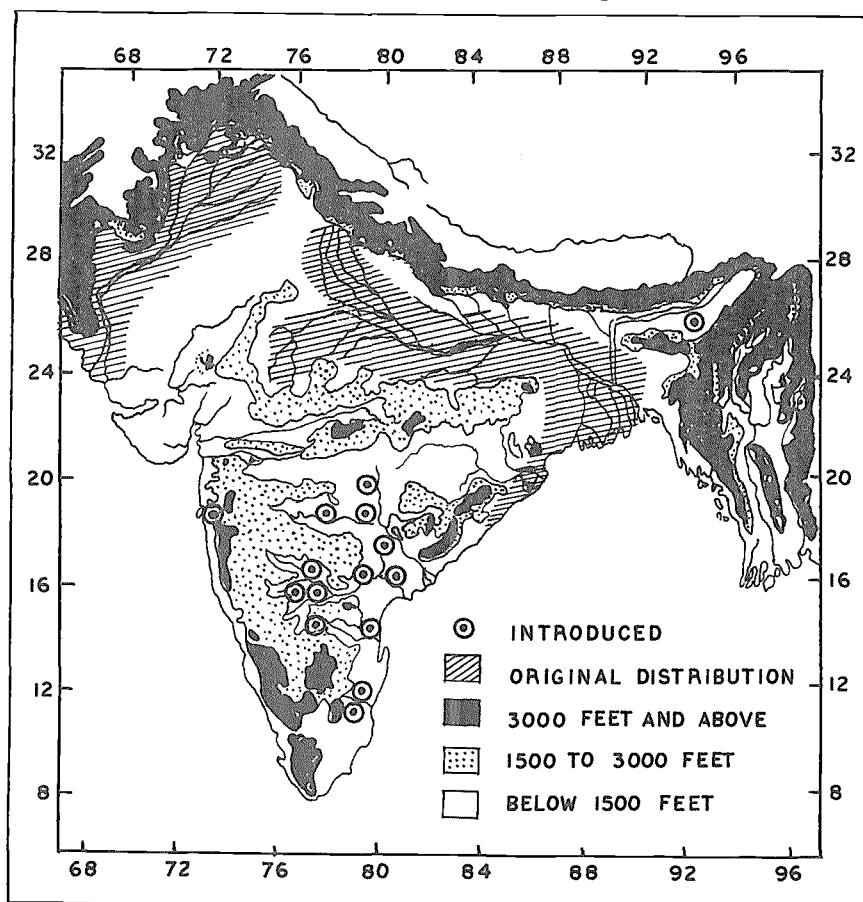 68 72 76 77 80 84 88 89 92 96
32 32
28 28
24 24
20 20
16 16
12 12
8 8
INTRODUCED
ORIGINAL DISTRIBUTION
3000 FEET AND ABOVE
1500 TO 3000 FEET
BELOW 1500 FEET
68 72 76 80 84 88 92 96